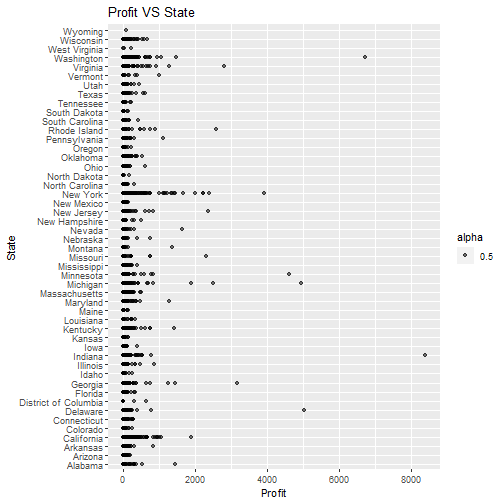 Profit VS State
Wyoming
Wisconsin
West Virginia
Washington
Virginia
Vermont
Utah
Texas
Tennessee
South Dakota
South Carolina
Rhode Island
Pennsylvania
Oregon
Oklahoma
Ohio
North Dakota
North Carolina
New York
New Mexico
New Jersey
New Hampshire
Nevada
Nebraska
Montana
Missouri
Mississippi
Minnesota
Michigan
Massachusetts
Maryland
Maine
Louisiana
Kentucky
Kansas
Iowa
Indiana
Illinois
Idaho
Georgia
Florida
District of Columbia
Delaware
Connecticut
Colorado
California
Arkansas
Arizona
Alabama
State
0 2000 4000 6000 8000
Profit
alpha
0.5